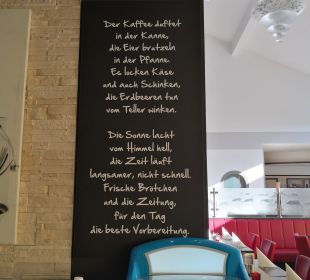 Der Kaffee duftet
in der Kanne,
die Eier brutzeln
in der Pfanne.
Es locken Käse
und auch Schinken,
die Erdbeeren tun
vom Teller winken.
Die Sonne lacht
vom Himmel hell,
die Zeit läuft
langsamer, nicht schnell.
Frische Brötchen
und die Zeitung,
für den Tag
die beste Vorbereitung.